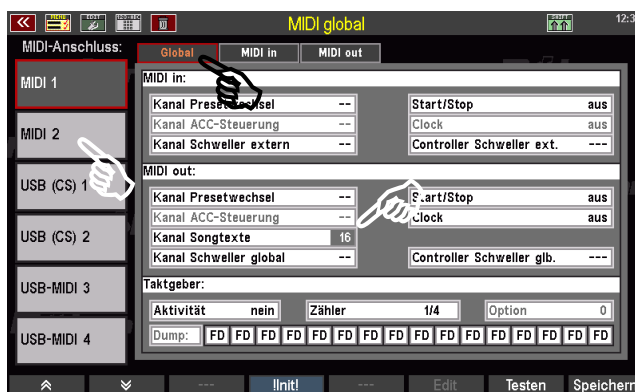 MENU EDIT MIDI global SHIFT 12:3
MIDI-Anschluss:
Global MIDI in MIDI out
MIDI 1
MIDI 2
USB (CS) 1
USB (CS) 2
USB-MIDI 3
USB-MIDI 4
MIDI in:
Kanal Presetwechsel -- Start/Stop aus
Kanal ACC-Steuerung -- Clock aus
Kanal Schweller extern -- Controller Schweller ext. ---
MIDI out:
Kanal Presetwechsel -- Start/Stop aus
Kanal ACC-Steuerung -- Clock aus
Kanal Songtexte 16
Kanal Schweller global -- Controller Schweller glb. ---
Taktgeber:
Aktivität nein Zähler 1/4 Option 0
Dump: FD FD FD FD FD FD FD FD FD FD FD FD FD FD FD FD
--- !Init! --- Edit Testen Speichern